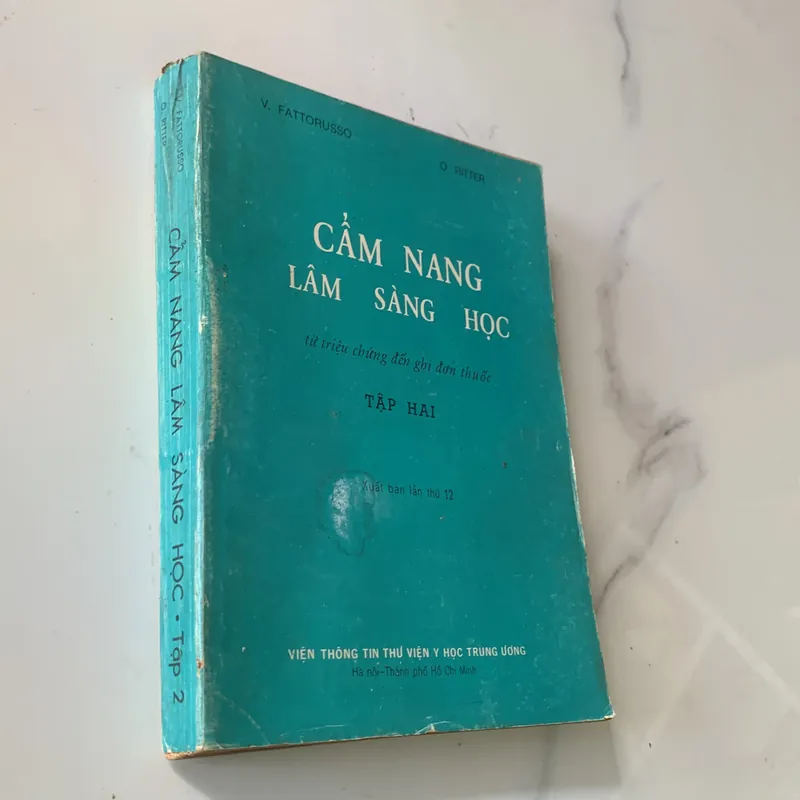 V. FATTORUSSO
O RITTER
CẨM NANG
LÂM SÀNG HỌC
từ triệu chứng đến ghi đơn thuốc
TẬP HAI
Xuất bản lần thứ 12
VIỆN THÔNG TIN THƯ VIỆN Y HỌC TRUNG ƯƠNG
Hà nội-Thành phố Hồ Chí Minh
V. FATTORUSSO
O. RITTER
CẨM NANG LÂM SÀNG HỌC • Tập 2